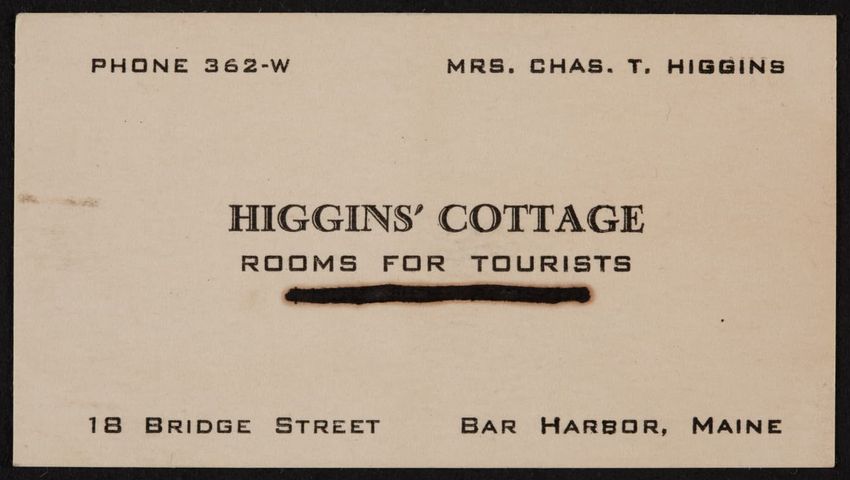 PHONE 362-W
MRS. CHAS. T. HIGGINS
HIGGINS' COTTAGE
ROOMS FOR TOURISTS
18 BRIDGE STREET
BAR HARBOR, MAINE